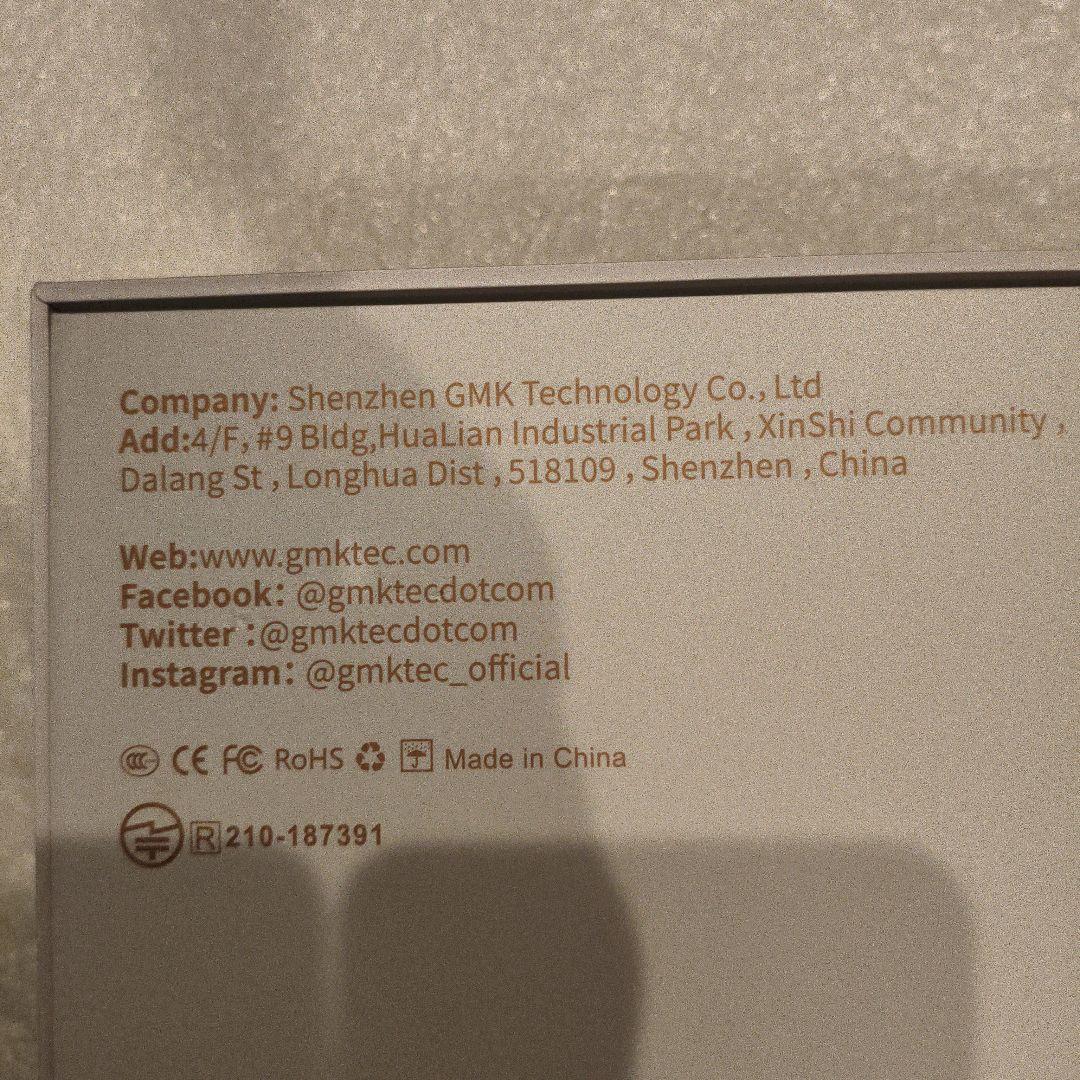 Company: Shenzhen GMK Technology Co., Ltd
Add:4/F, #9 Bldg,HuaLian Industrial Park , XinShi Community ,
Dalang St , Longhua Dist , 518109 , Shenzhen , China
Web:www.gmktec.com
Facebook: @gmktecdotcom
Twitter :@gmktecdotcom
Instagram: @gmktec_official
CCC CE FC RoHS Made in China
R 210-187391